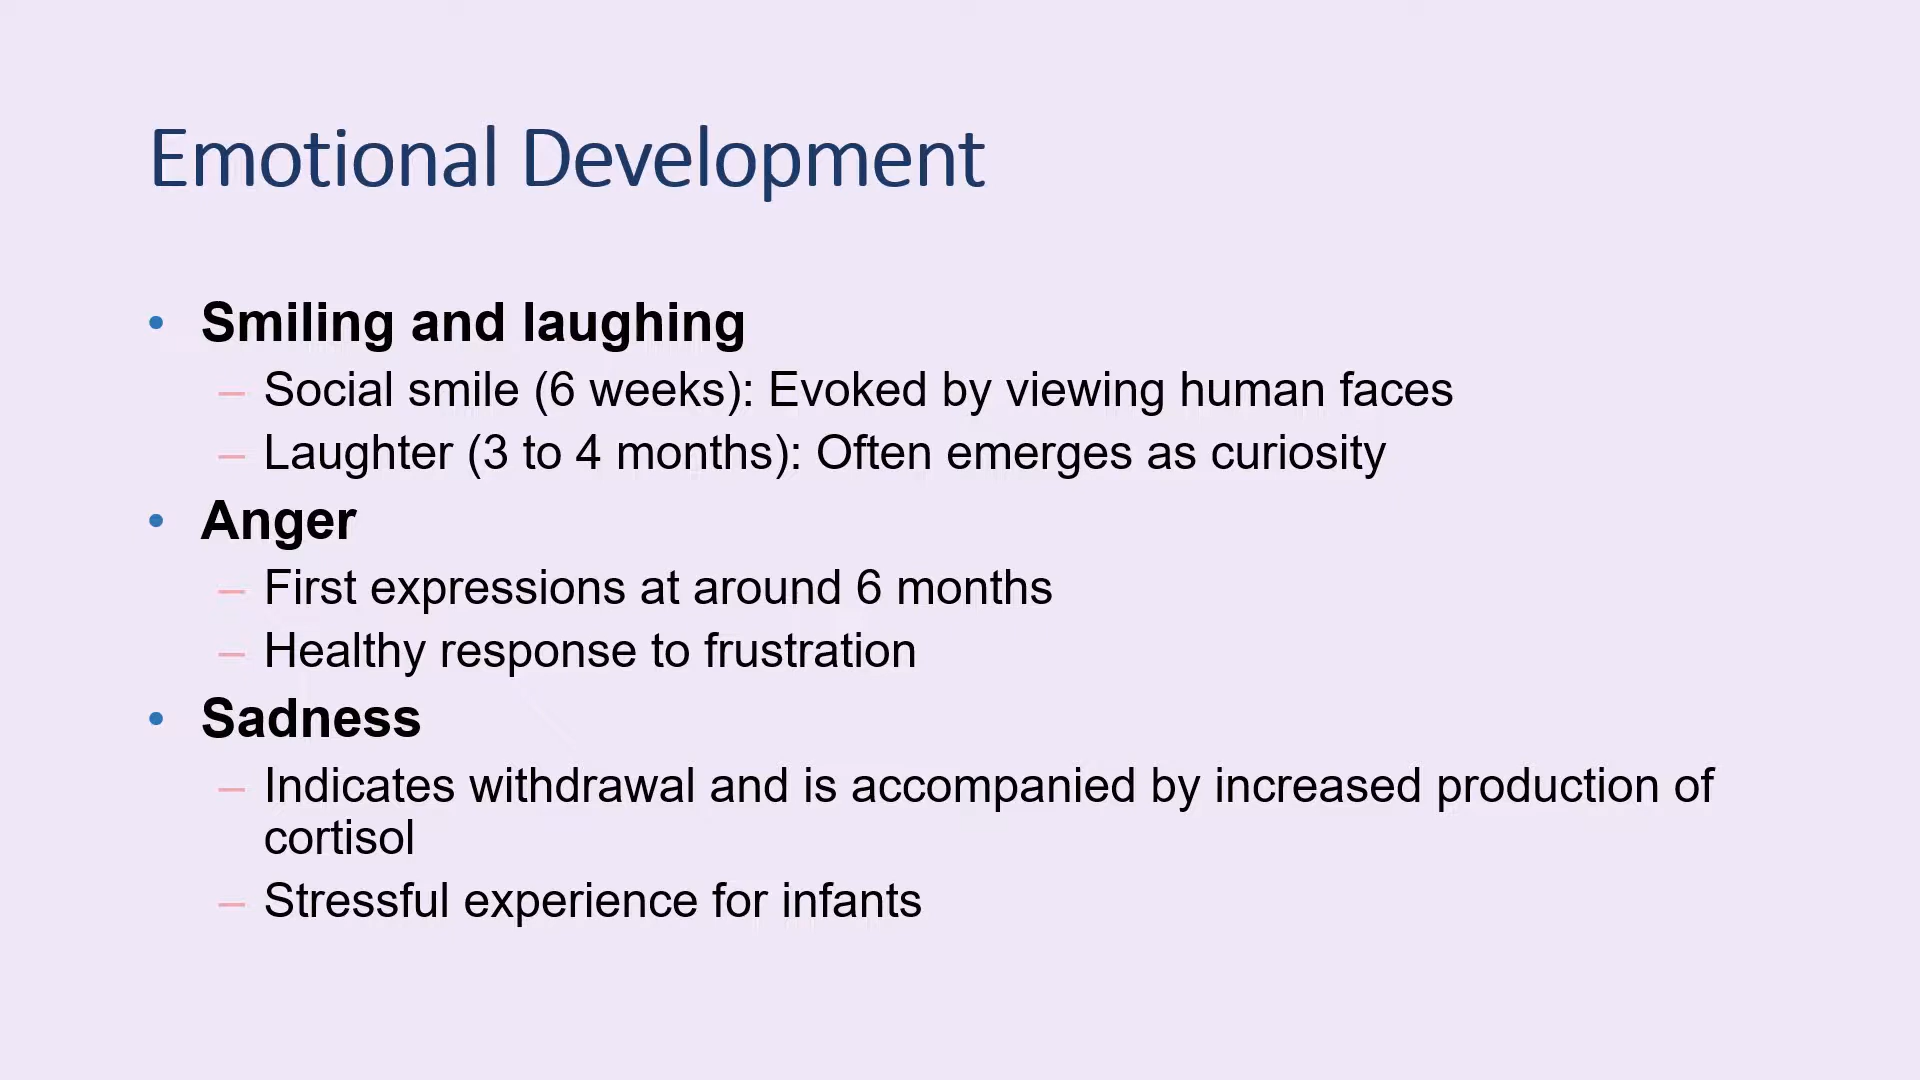 Emotional Development
• Smiling and laughing
– Social smile (6 weeks): Evoked by viewing human faces
– Laughter (3 to 4 months): Often emerges as curiosity
• Anger
– First expressions at around 6 months
– Healthy response to frustration
• Sadness
– Indicates withdrawal and is accompanied by increased production of
cortisol
– Stressful experience for infants